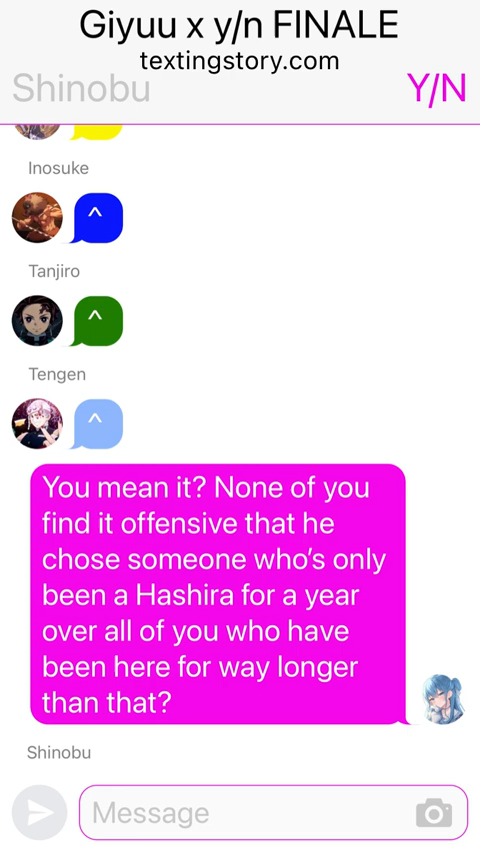 Giyuu x y/n FINALE
textingstory.com
Shinobu
Y/N
Inosuke
^
Tanjiro
^
Tengen
^
You mean it? None of you
find it offensive that he
chose someone who’s only
been a Hashira for a year
over all of you who have
been here for way longer
than that?
Shinobu
Message